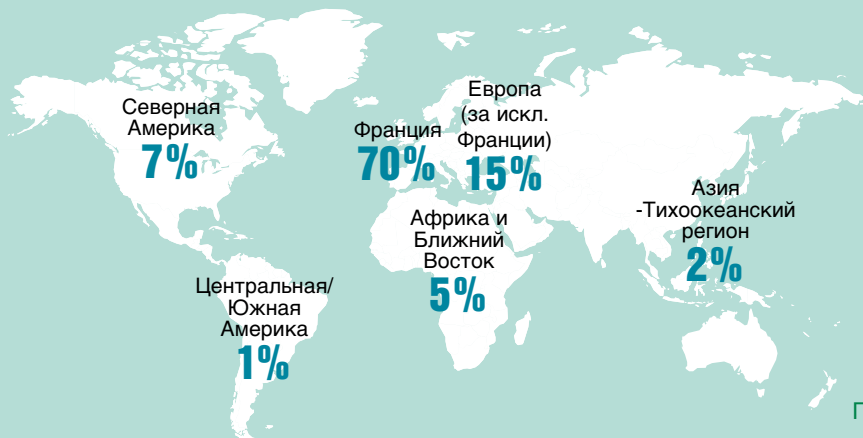 Северная
Америка
7%
Франция
70%
Европа
(за искл.
Франции)
15%
Азия
-Тихоокеанский
регион
2%
Африка и
Ближний
Восток
5%
Центральная/
Южная
Америка
1%
П